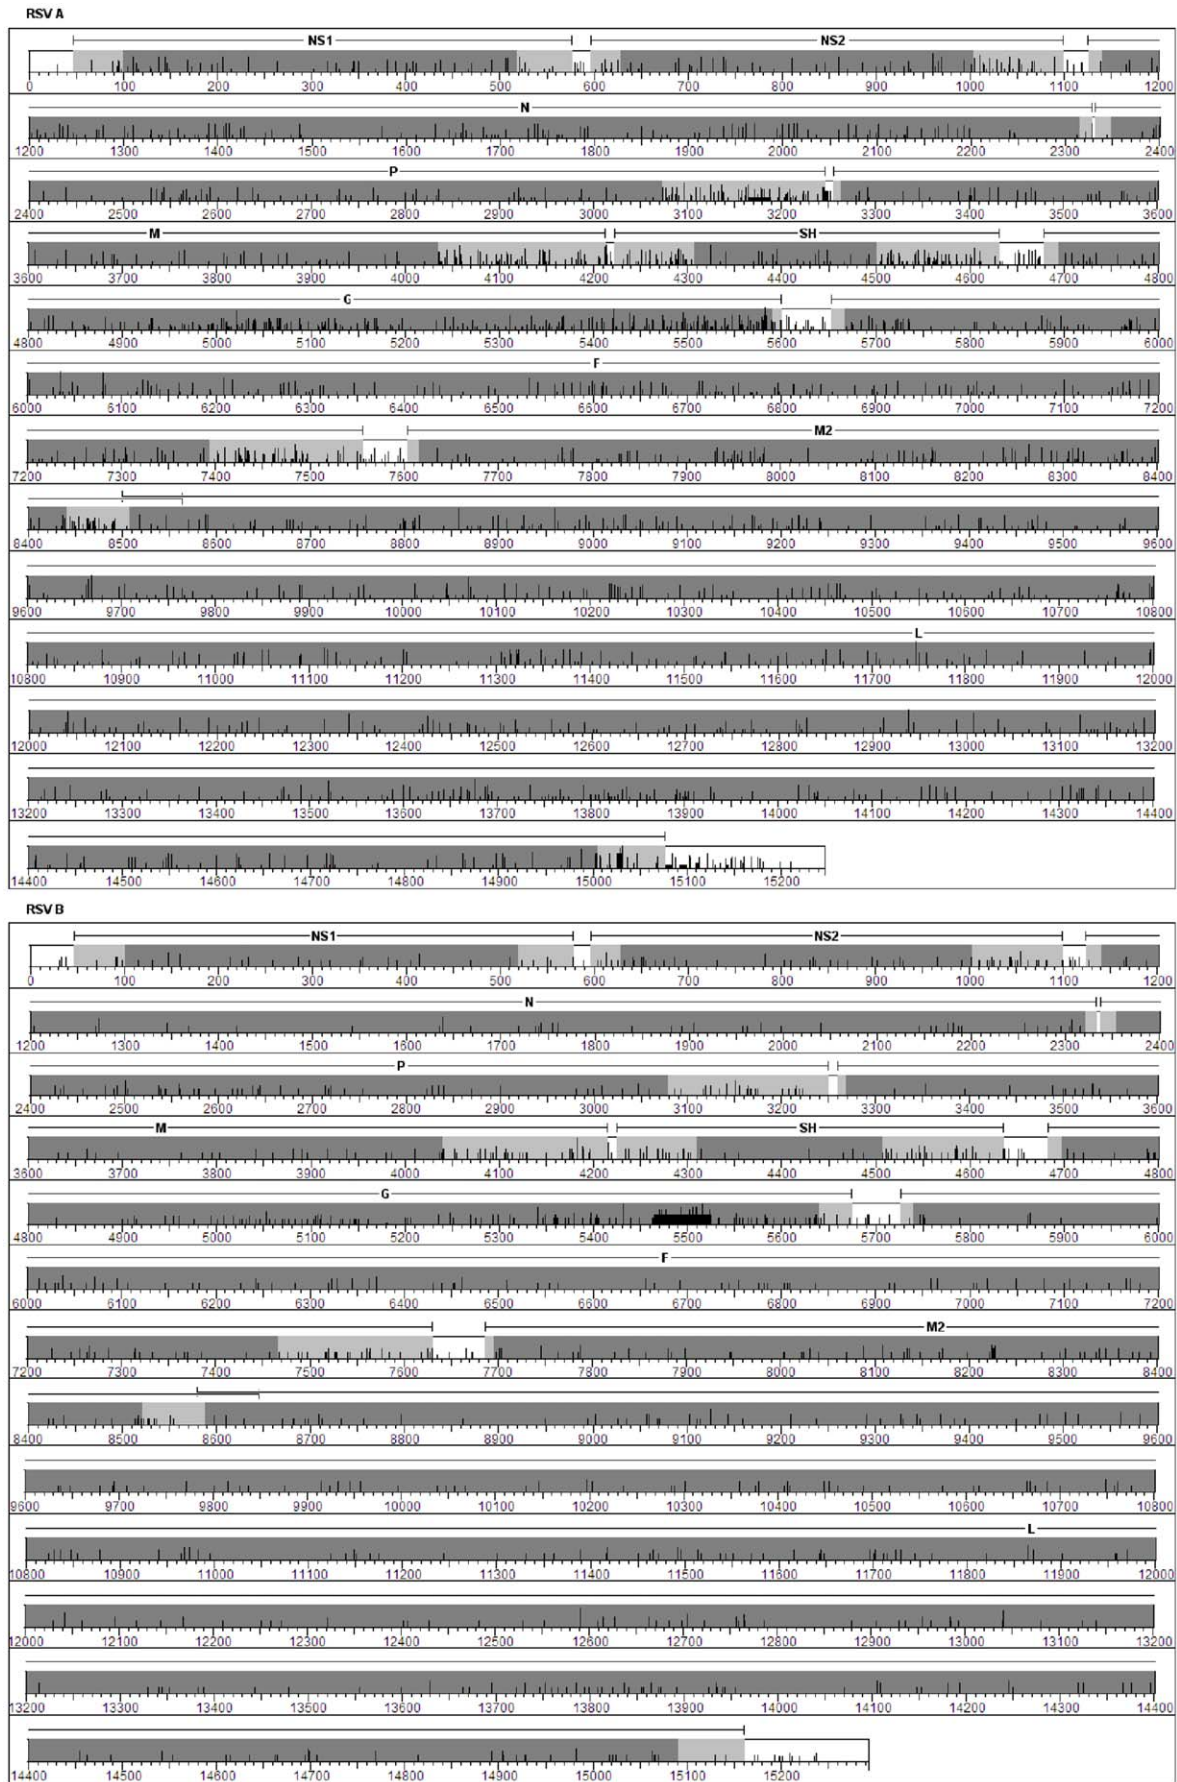 RSV A
NS1 NS2
0 100 200 300 400 500 600 700 800 900 1000 1100 1200
N
1200 1300 1400 1500 1600 1700 1800 1900 2000 2100 2200 2300 2400
P
2400 2500 2600 2700 2800 2900 3000 3100 3200 3300 3400 3500 3600
M SH
3600 3700 3800 3900 4000 4100 4200 4300 4400 4500 4600 4700 4800
G
4800 4900 5000 5100 5200 5300 5400 5500 5600 5700 5800 5900 6000
F
6000 6100 6200 6300 6400 6500 6600 6700 6800 6900 7000 7100 7200
M2
7200 7300 7400 7500 7600 7700 7800 7900 8000 8100 8200 8300 8400
8400 8500 8600 8700 8800 8900 9000 9100 9200 9300 9400 9500 9600
9600 9700 9800 9900 10000 10100 10200 10300 10400 10500 10600 10700 10800
L
10800 10900 11000 11100 11200 11300 11400 11500 11600 11700 11800 11900 12000
12000 12100 12200 12300 12400 12500 12600 12700 12800 12900 13000 13100 13200
13200 13300 13400 13500 13600 13700 13800 13900 14000 14100 14200 14300 14400
14400 14500 14600 14700 14800 14900 15000 15100 15200
RSV B
NS1 NS2
0 100 200 300 400 500 600 700 800 900 1000 1100 1200
N
1200 1300 1400 1500 1600 1700 1800 1900 2000 2100 2200 2300 2400
P
2400 2500 2600 2700 2800 2900 3000 3100 3200 3300 3400 3500 3600
M SH
3600 3700 3800 3900 4000 4100 4200 4300 4400 4500 4600 4700 4800
G
4800 4900 5000 5100 5200 5300 5400 5500 5600 5700 5800 5900 6000
F
6000 6100 6200 6300 6400 6500 6600 6700 6800 6900 7000 7100 7200
M2
7200 7300 7400 7500 7600 7700 7800 7900 8000 8100 8200 8300 8400
8400 8500 8600 8700 8800 8900 9000 9100 9200 9300 9400 9500 9600
9600 9700 9800 9900 10000 10100 10200 10300 10400 10500 10600 10700 10800
L
10800 10900 11000 11100 11200 11300 11400 11500 11600 11700 11800 11900 12000
12000 12100 12200 12300 12400 12500 12600 12700 12800 12900 13000 13100 13200
13200 13300 13400 13500 13600 13700 13800 13900 14000 14100 14200 14300 14400
14400 14500 14600 14700 14800 14900 15000 15100 15200